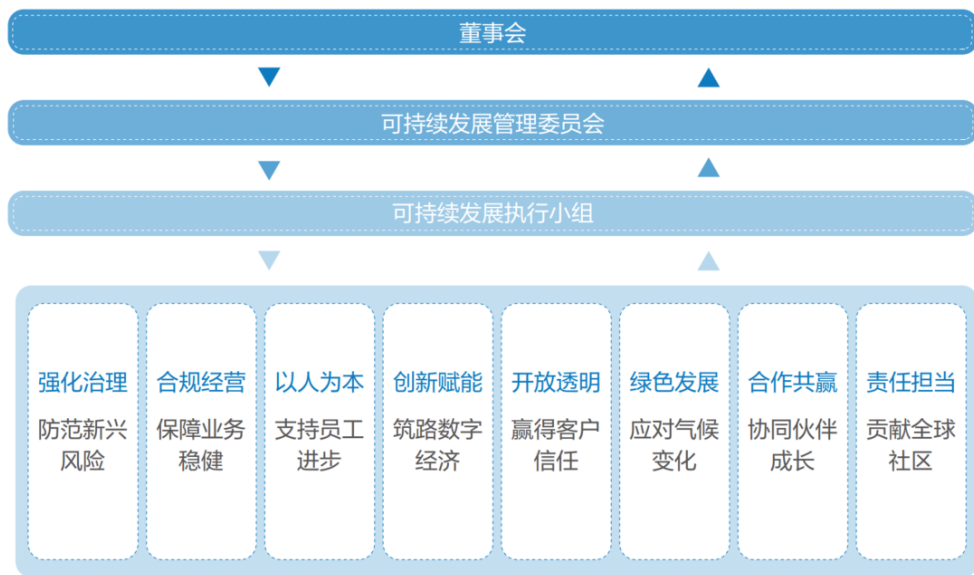 董事会
可持续发展管理委员会
可持续发展执行小组
强化治理
防范新兴
风险
合规经营
保障业务
稳健
以人为本
支持员工
进步
创新赋能
筑路数字
经济
开放透明
赢得客户
信任
绿色发展
应对气候
变化
合作共赢
协同伙伴
成长
责任担当
贡献全球
社区